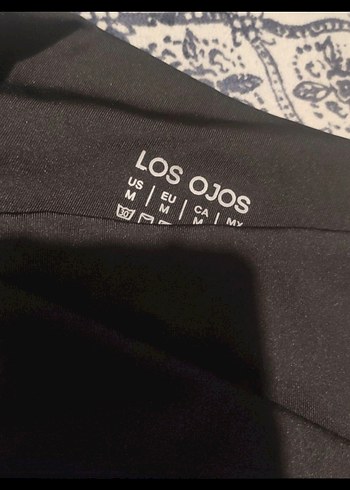 LOS OJOS
US | EU | CA | MX
M | M | M